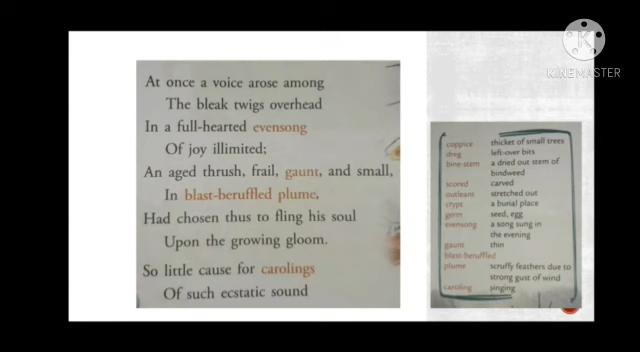 At once a voice arose among
The bleak twigs overhead
In a full-hearted evensong
Of joy illimited;
An aged thrush, frail, gaunt, and small,
In blast-beruffled plume,
Had chosen thus to fling his soul
Upon the growing gloom.
So little cause for carolings
Of such ecstatic sound
KINEMASTER
coppice thicket of small trees
dreg left-over bits
bine-stem a dried out stem of
bindweed
scored carved
outleans stretched out
crypt a burial place
germ seed, egg
evensong a song sung in
the evening
gaunt thin
blast-beruffled
plume scruffy feathers due to
strong gust of wind
caroling singing